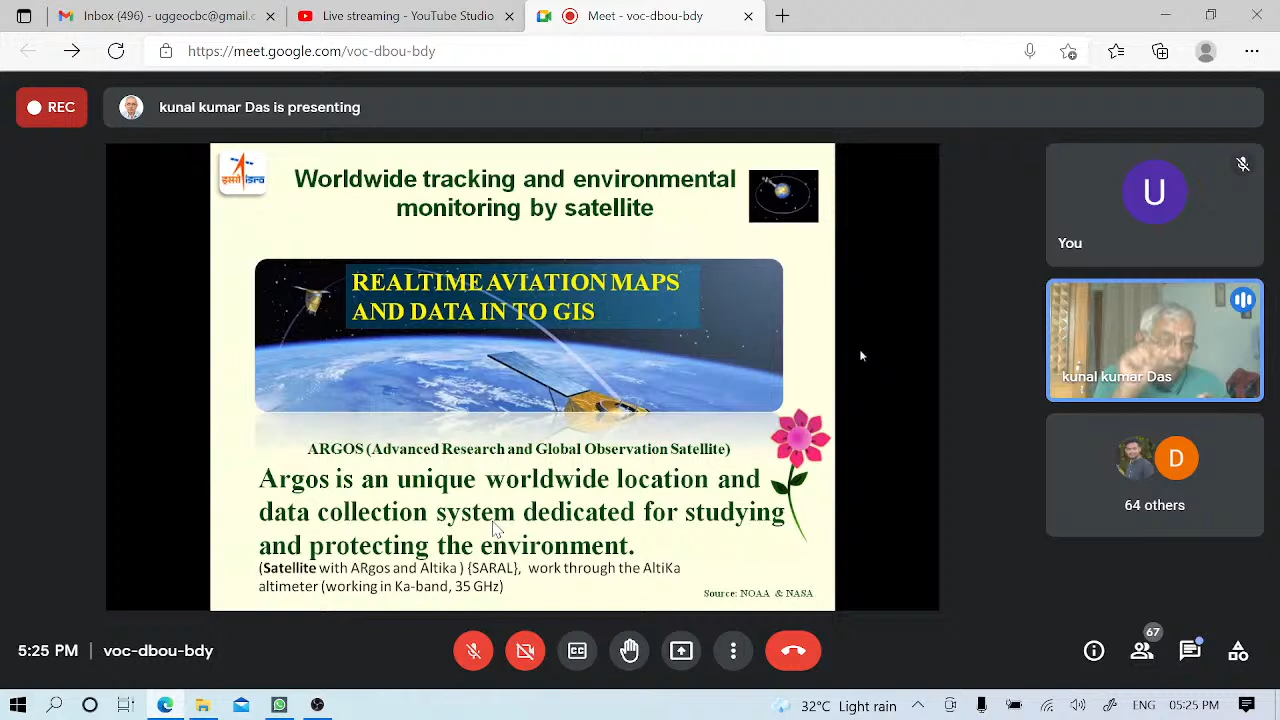 Inbox (496) - udayalaxmi.g@
(5) YouTube
Meet - voc-dbou-bdy
https://meet.google.com/voc-dbou-bdy
REC
kunal kumar Das is presenting
इसरो isro
Worldwide tracking and environmental
monitoring by satellite
REALTIME AVIATION MAPS
AND DATA IN TO GIS
ARGOS (Advanced Research and Global Observation Satellite)
Argos is an unique worldwide location and
data collection system dedicated for studying
and protecting the environment.
(Satellite with ARgos and Altika ) {SARAL}, work through the AltiKa
altimeter (working in Ka-band, 35 GHz)
Source: NOAA & NASA
U
You
kunal kumar Das
D
64 others
5:25 PM
voc-dbou-bdy
67
32°C Light rain
ENG
05:25 PM